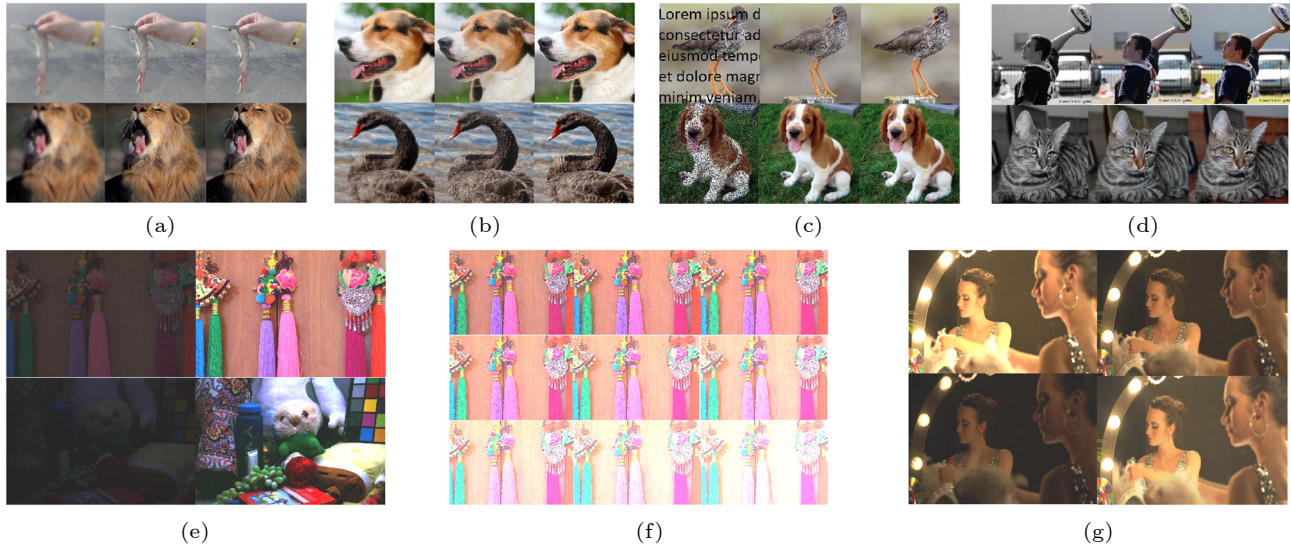 Lorem ipsum d
consectetur ad
eiusmod tempo
et dolore magr
minim veniam
(a)
(b)
(c)
(d)
(e)
(f)
(g)